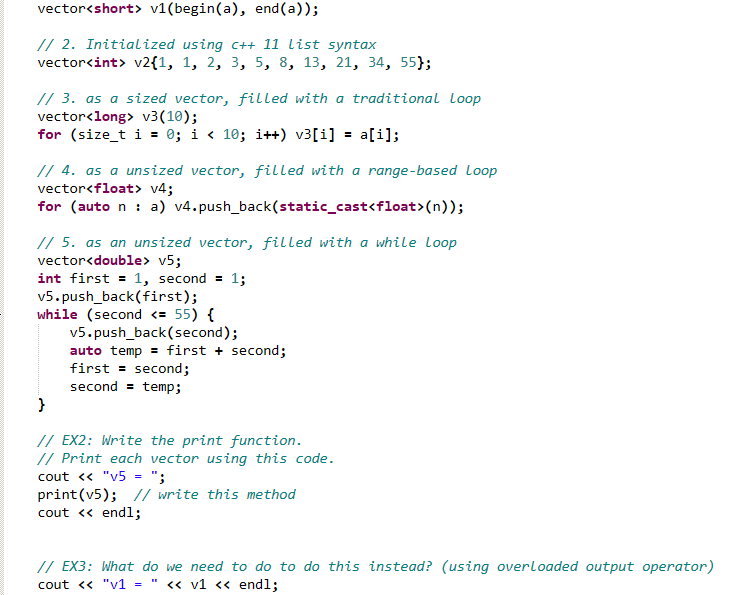 vector<short> v1(begin(a), end(a));
// 2. Initialized using c++ 11 list syntax
vector<int> v2{1, 1, 2, 3, 5, 8, 13, 21, 34, 55};
// 3. as a sized vector, filled with a traditional loop
vector<long> v3(10);
for (size_t i = 0; i < 10; i++) v3[i] = a[i];
// 4. as a unsized vector, filled with a range-based loop
vector<float> v4;
for (auto n : a) v4.push_back(static_cast<float>(n));
// 5. as an unsized vector, filled with a while loop
vector<double> v5;
int first = 1, second = 1;
v5.push_back(first);
while (second <= 55) {
    v5.push_back(second);
    auto temp = first + second;
    first = second;
    second = temp;
}
// EX2: Write the print function.
// Print each vector using this code.
cout << "v5 = ";
print(v5);  // write this method
cout << endl;
// EX3: What do we need to do to do this instead? (using overloaded output operator)
cout << "v1 = " << v1 << endl;